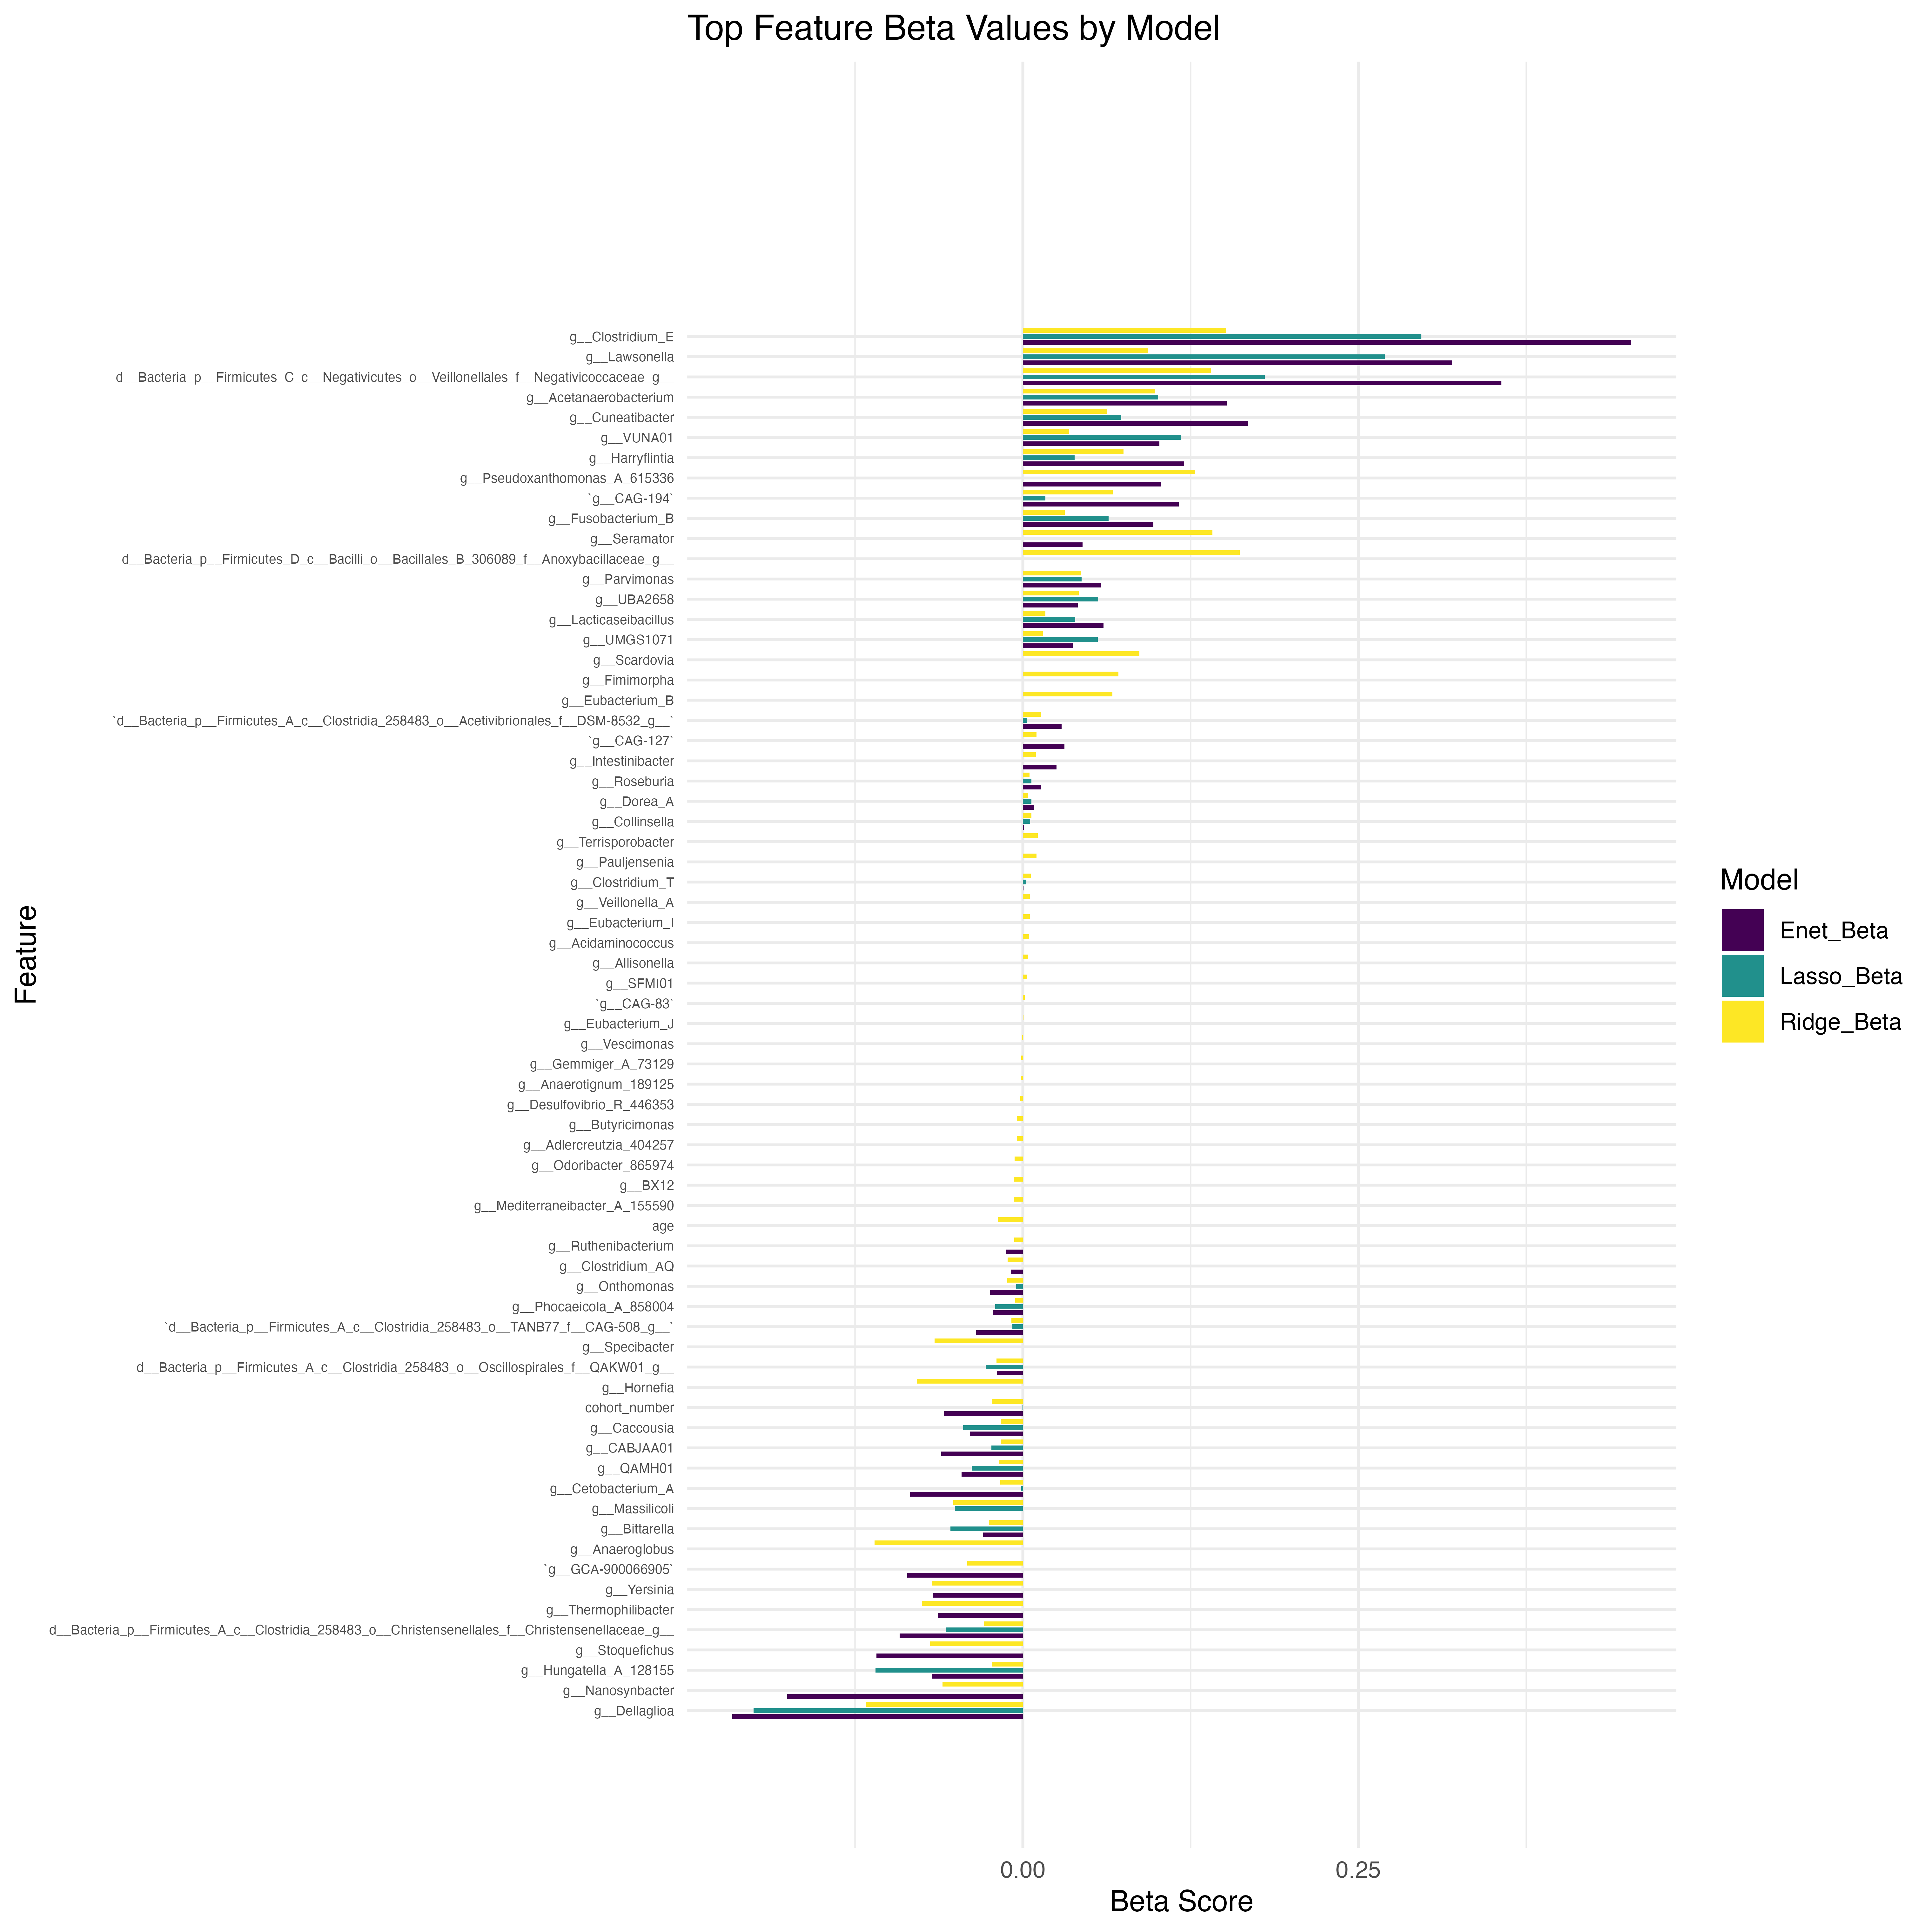 Top Feature Beta Values by Model
g__Clostridium_E
g__Lawsonella
d__Bacteria_p__Firmicutes_C_c__Negativicutes_o__Veillonellales_f__Negativicoccaceae_g__
g__Acetanaerobacterium
g__Cuneatibacter
g__VUNA01
g__Harryflintia
g__Pseudoxanthomonas_A_615336
`g__CAG-194`
g__Fusobacterium_B
g__Seramator
d__Bacteria_p__Firmicutes_D_c__Bacilli_o__Bacillales_B_306089_f__Anoxybacillaceae_g__
g__Parvimonas
g__UBA2658
g__Lacticaseibacillus
g__UMGS1071
g__Scardovia
g__Fimimorpha
g__Eubacterium_B
`d__Bacteria_p__Firmicutes_A_c__Clostridia_258483_o__Acetivibrionales_f__DSM-8532_g__`
`g__CAG-127`
g__Intestinibacter
g__Roseburia
g__Dorea_A
g__Collinsella
g__Terrisporobacter
g__Pauljensenia
g__Clostridium_T
g__Veillonella_A
g__Eubacterium_I
g__Acidaminococcus
g__Allisonella
g__SFMI01
`g__CAG-83`
g__Eubacterium_J
g__Vescimonas
g__Gemmiger_A_73129
g__Anaerotignum_189125
g__Desulfovibrio_R_446353
g__Butyricimonas
g__Adlercreutzia_404257
g__Odoribacter_865974
g__BX12
g__Mediterraneibacter_A_155590
age
g__Ruthenibacterium
g__Clostridium_AQ
g__Onthomonas
g__Phocaeicola_A_858004
`d__Bacteria_p__Firmicutes_A_c__Clostridia_258483_o__TANB77_f__CAG-508_g__`
g__Specibacter
d__Bacteria_p__Firmicutes_A_c__Clostridia_258483_o__Oscillospirales_f__QAKW01_g__
g__Hornefia
cohort_number
g__Caccousia
g__CABJAA01
g__QAMH01
g__Cetobacterium_A
g__Massilicoli
g__Bittarella
g__Anaeroglobus
`g__GCA-900066905`
g__Yersinia
g__Thermophilibacter
d__Bacteria_p__Firmicutes_A_c__Clostridia_258483_o__Christensenellales_f__Christensenellaceae_g__
g__Stoquefichus
g__Hungatella_A_128155
g__Nanosynbacter
g__Dellaglioa
Feature
0.00
0.25
Beta Score
Model
Enet_Beta
Lasso_Beta
Ridge_Beta